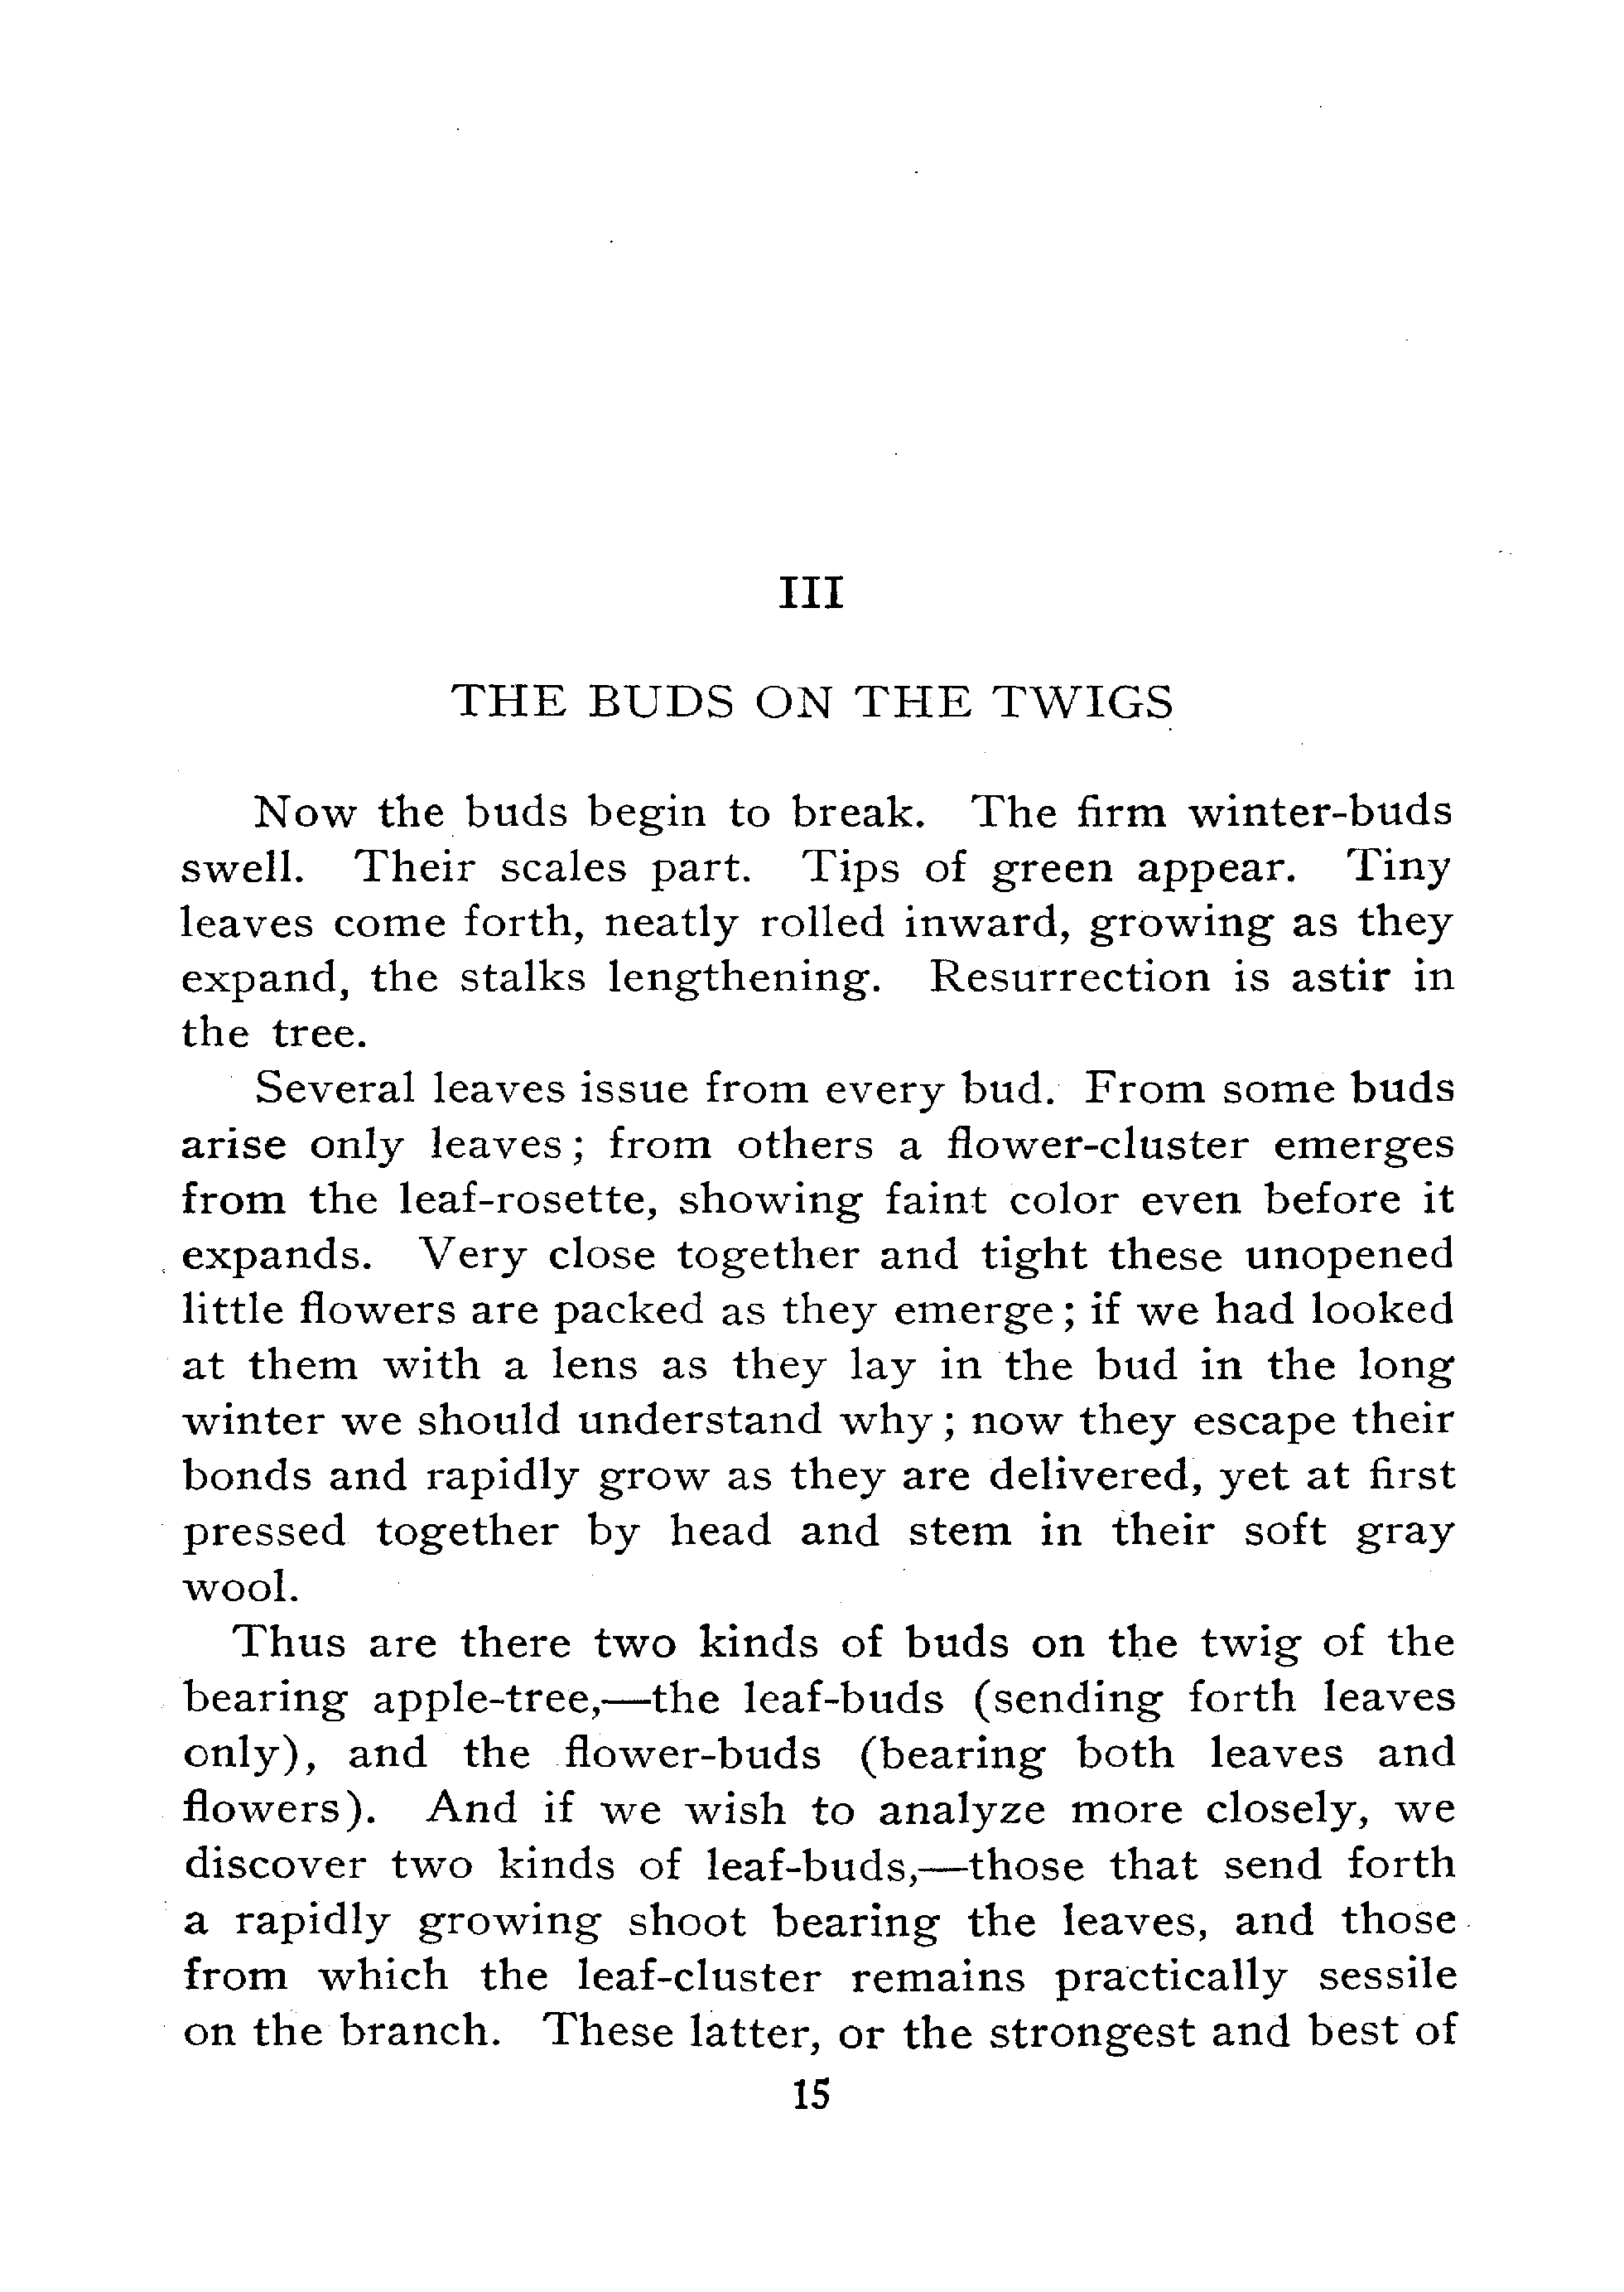 III
THE BUDS ON THE TWIGS
Now the buds begin to break. The firm winter-buds
swell. Their scales part. Tips of green appear. Tiny
leaves come forth, neatly rolled inward, growing as they
expand, the stalks lengthening. Resurrection is astir in
the tree.
Several leaves issue from every bud. From some buds
arise only leaves; from others a flower-cluster emerges
from the leaf-rosette, showing faint color even before it
expands. Very close together and tight these unopened
little flowers are packed as they emerge; if we had looked
at them with a lens as they lay in the bud in the long
winter we should understand why; now they escape their
bonds and rapidly grow as they are delivered, yet at first
pressed together by head and stem in their soft gray
wool.
Thus are there two kinds of buds on the twig of the
bearing apple-tree,—the leaf-buds (sending forth leaves
only), and the flower-buds (bearing both leaves and
flowers). And if we wish to analyze more closely, we
discover two kinds of leaf-buds,—those that send forth
a rapidly growing shoot bearing the leaves, and those
from which the leaf-cluster remains practically sessile
on the branch. These latter, or the strongest and best of
15